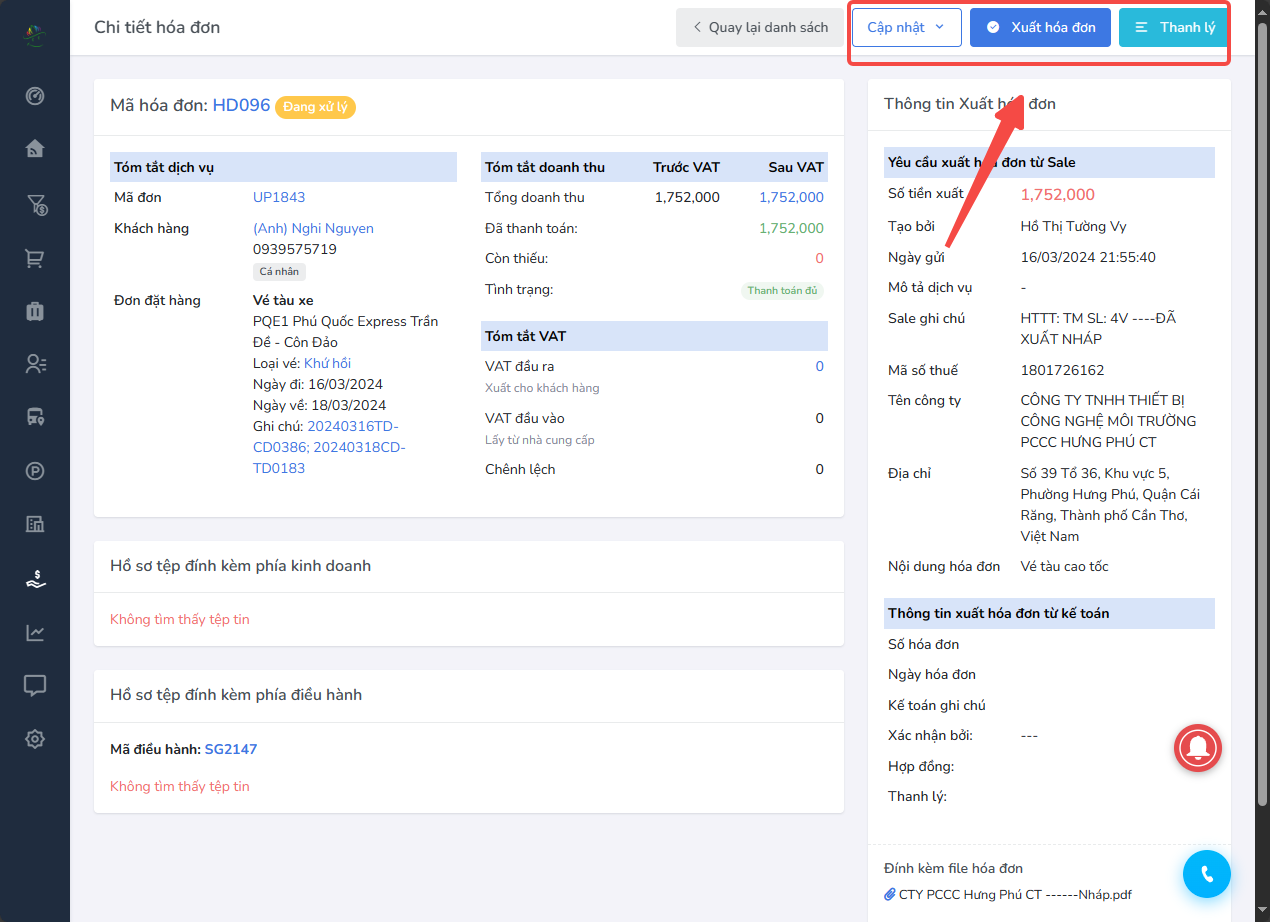 Chi tiết hóa đơn
Quay lại danh sách
Cập nhật
Xuất hóa đơn
Thanh lý
Mã hóa đơn: HD096 Đang xử lý
Tóm tắt dịch vụ
Mã đơn UP1843
Khách hàng (Anh) Nghi Nguyen
0939575719
Cá nhân
Đơn đặt hàng Vé tàu xe
PQE1 Phú Quốc Express Trần
Đề - Côn Đảo
Loại vé: Khứ hồi
Ngày đi: 16/03/2024
Ngày về: 18/03/2024
Ghi chú: 20240316TD-
CD0386; 20240318CD-
TD0183
Tóm tắt doanh thu Trước VAT Sau VAT
Tổng doanh thu 1,752,000 1,752,000
Đã thanh toán: 1,752,000
Còn thiếu: 0
Tình trạng: Thanh toán đủ
Tóm tắt VAT
VAT đầu ra 0
Xuất cho khách hàng
VAT đầu vào 0
Lấy từ nhà cung cấp
Chênh lệch 0
Hồ sơ tệp đính kèm phía kinh doanh
Không tìm thấy tệp tin
Hồ sơ tệp đính kèm phía điều hành
Mã điều hành: SG2147
Không tìm thấy tệp tin
Thông tin Xuất hóa đơn
Yêu cầu xuất hóa đơn từ Sale
Số tiền xuất 1,752,000
Tạo bởi Hồ Thị Tường Vy
Ngày gửi 16/03/2024 21:55:40
Mô tả dịch vụ -
Sale ghi chú HTTT: TM SL: 4V ----ĐÃ
XUẤT NHÁP
Mã số thuế 1801726162
Tên công ty CÔNG TY TNHH THIẾT BỊ
CÔNG NGHỆ MÔI TRƯỜNG
PCCC HƯNG PHÚ CT
Địa chỉ Số 39 Tổ 36, Khu vực 5,
Phường Hưng Phú, Quận Cái
Răng, Thành phố Cần Thơ,
Việt Nam
Nội dung hóa đơn Vé tàu cao tốc
Thông tin xuất hóa đơn từ kế toán
Số hóa đơn
Ngày hóa đơn
Kế toán ghi chú
Xác nhận bởi: ---
Hợp đồng:
Thanh lý:
Đính kèm file hóa đơn
CTY PCCC Hưng Phú CT ------Nháp.pdf